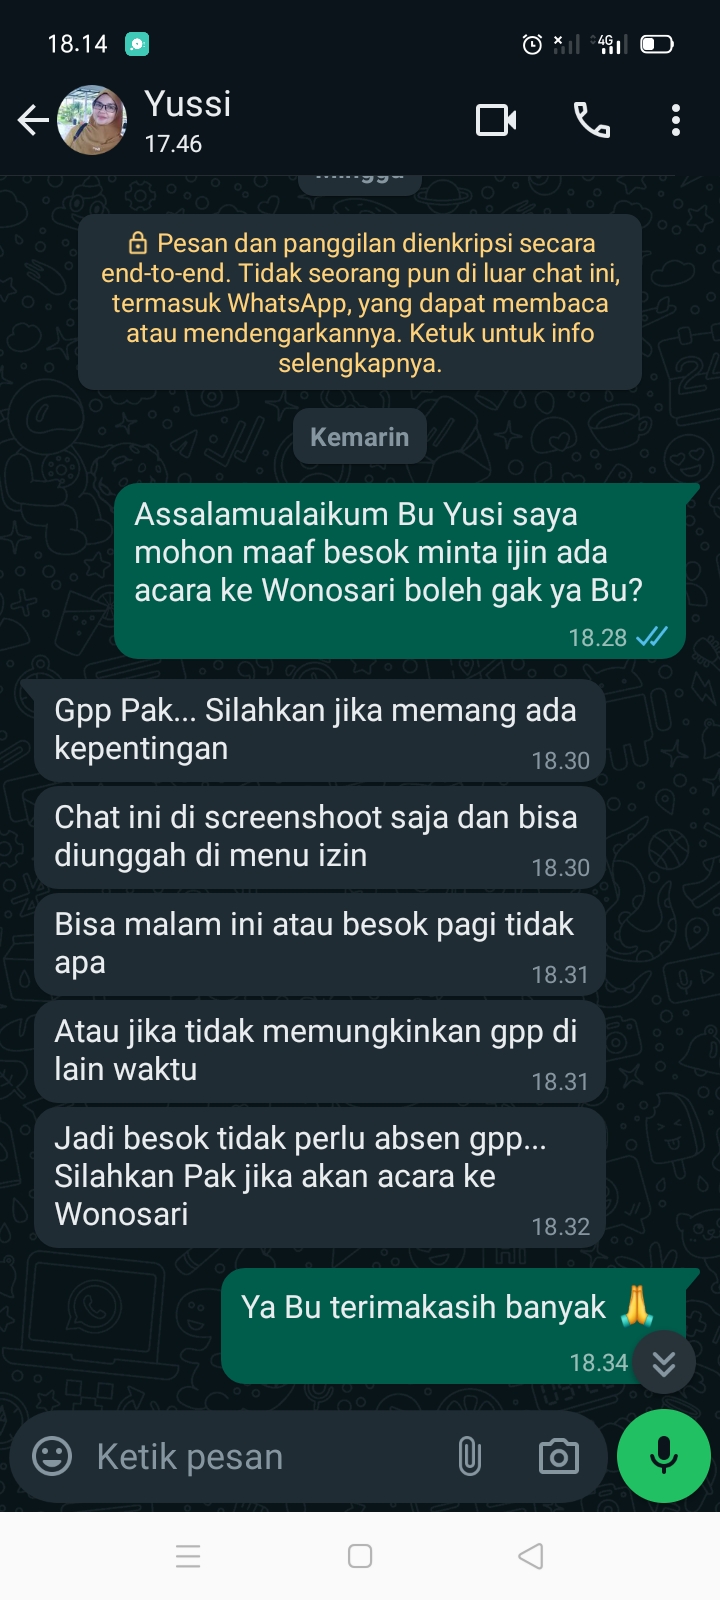 18.14
4G
Yussi
17.46
Minggu
Pesan dan panggilan dienkripsi secara
end-to-end. Tidak seorang pun di luar chat ini,
termasuk WhatsApp, yang dapat membaca
atau mendengarkannya. Ketuk untuk info
selengkapnya.
Kemarin
Assalamualaikum Bu Yusi saya
mohon maaf besok minta ijin ada
acara ke Wonosari boleh gak ya Bu?
18.28
Gpp Pak... Silahkan jika memang ada
kepentingan
18.30
Chat ini di screenshoot saja dan bisa
diunggah di menu izin
18.30
Bisa malam ini atau besok pagi tidak
apa
18.31
Atau jika tidak memungkinkan gpp di
lain waktu
18.31
Jadi besok tidak perlu absen gpp...
Silahkan Pak jika akan acara ke
Wonosari
18.32
Ya Bu terimakasih banyak 🙏
18.34
Ketik pesan